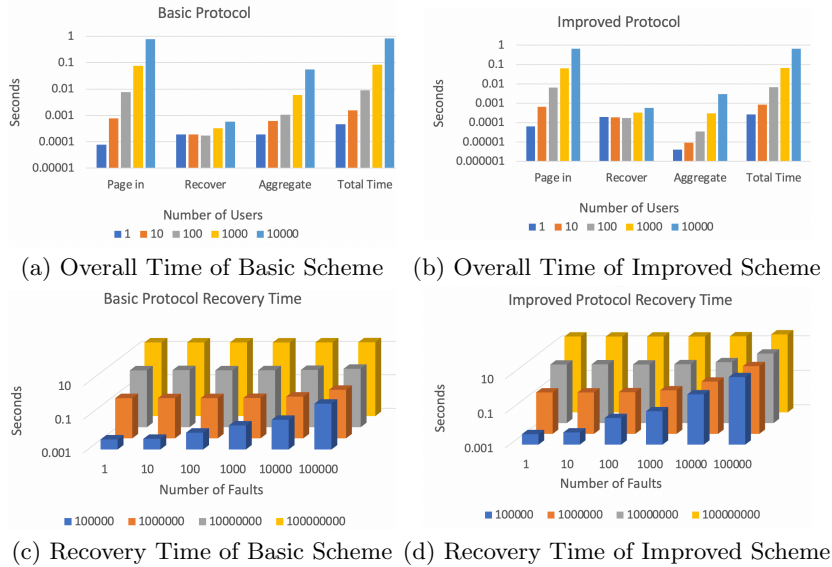 Basic Protocol
Seconds
1
0.1
0.01
0.001
0.0001
0.00001
Page in Recover Aggregate Total Time
Number of Users
1 10 100 1000 10000
(a) Overall Time of Basic Scheme
Improved Protocol
Seconds
1
0.1
0.01
0.001
0.0001
0.00001
0.000001
Page in Recover Aggregate Total Time
Number of Users
1 10 100 1000 10000
(b) Overall Time of Improved Scheme
Basic Protocol Recovery Time
Seconds
10
0.1
0.001
1 10 100 1000 10000 100000
Number of Faults
100000 1000000 10000000 100000000
(c) Recovery Time of Basic Scheme
Improved Protocol Recovery Time
Seconds
10
0.1
0.001
1 10 100 1000 10000 100000
Number of Faults
100000 1000000 10000000 100000000
(d) Recovery Time of Improved Scheme